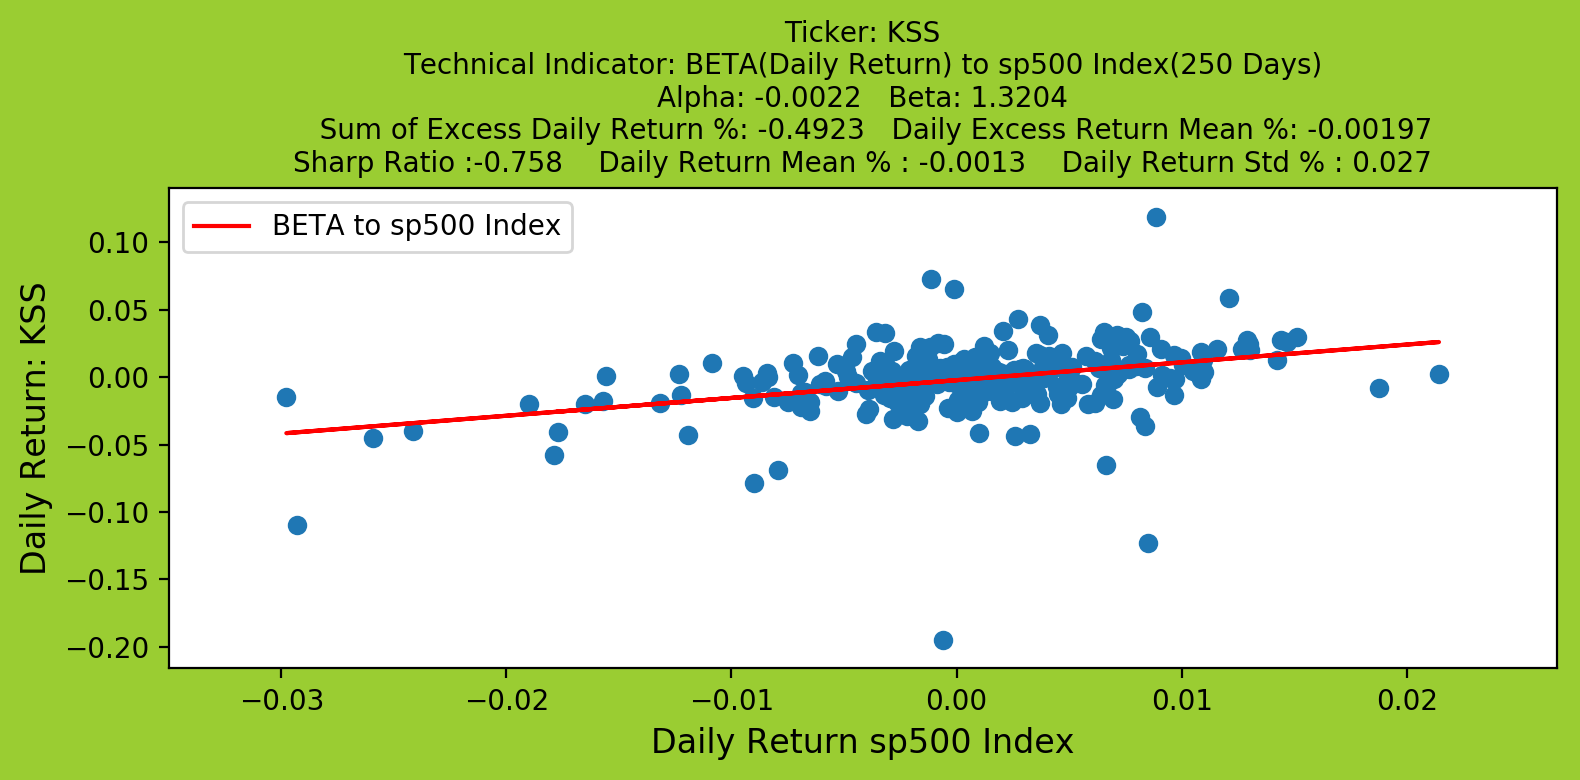 Ticker: KSS
Technical Indicator: BETA(Daily Return) to sp500 Index(250 Days)
Alpha: -0.0022   Beta: 1.3204
Sum of Excess Daily Return %: -0.4923   Daily Excess Return Mean %: -0.00197
Sharp Ratio :-0.758    Daily Return Mean % : -0.0013    Daily Return Std % : 0.027
BETA to sp500 Index
0.10
0.05
0.00
−0.05
−0.10
−0.15
−0.20
Daily Return: KSS
−0.03
−0.02
−0.01
0.00
0.01
0.02
Daily Return sp500 Index